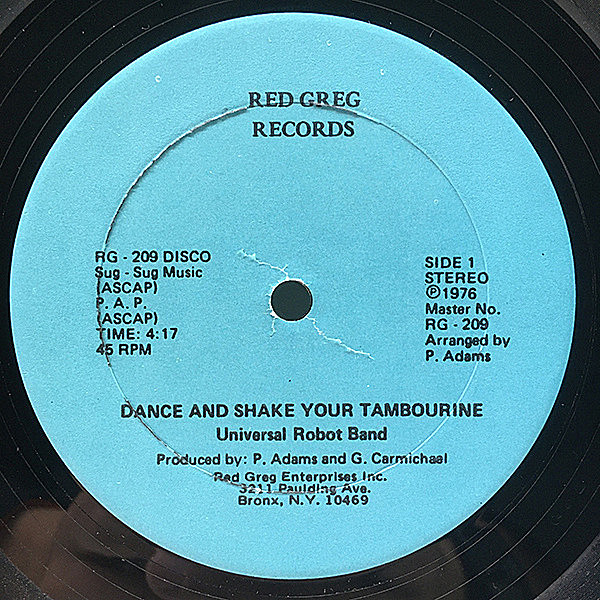 RED GREG
RECORDS
RG - 209 DISCO
Sug - Sug Music
(ASCAP)
P. A. P.
(ASCAP)
TIME: 4:17
45 RPM
SIDE 1
STEREO
℗ 1976
Master No.
RG - 209
Arranged by
P. Adams
DANCE AND SHAKE YOUR TAMBOURINE
Universal Robot Band
Produced by: P. Adams and G. Carmichael
Red Greg Enterprises Inc.
3211 Paulding Ave.
Bronx, N.Y. 10469